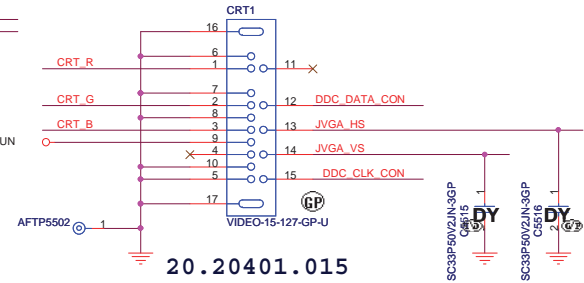 CRT1
16
6
CRT_R 1 11
7
CRT_G 2 12 DDC_DATA_CON
8
CRT_B 3 13 JVGA_HS
UN 9
4 14 JVGA_VS
10
5 15 DDC_CLK_CON
17 GP
AFTP5502 1 VIDEO-15-127-GP-U
20.20401.015
SC33P50V2JN-3GP
C5515
1
DY
SC33P50V2JN-3GP
C5516
1
2
DY